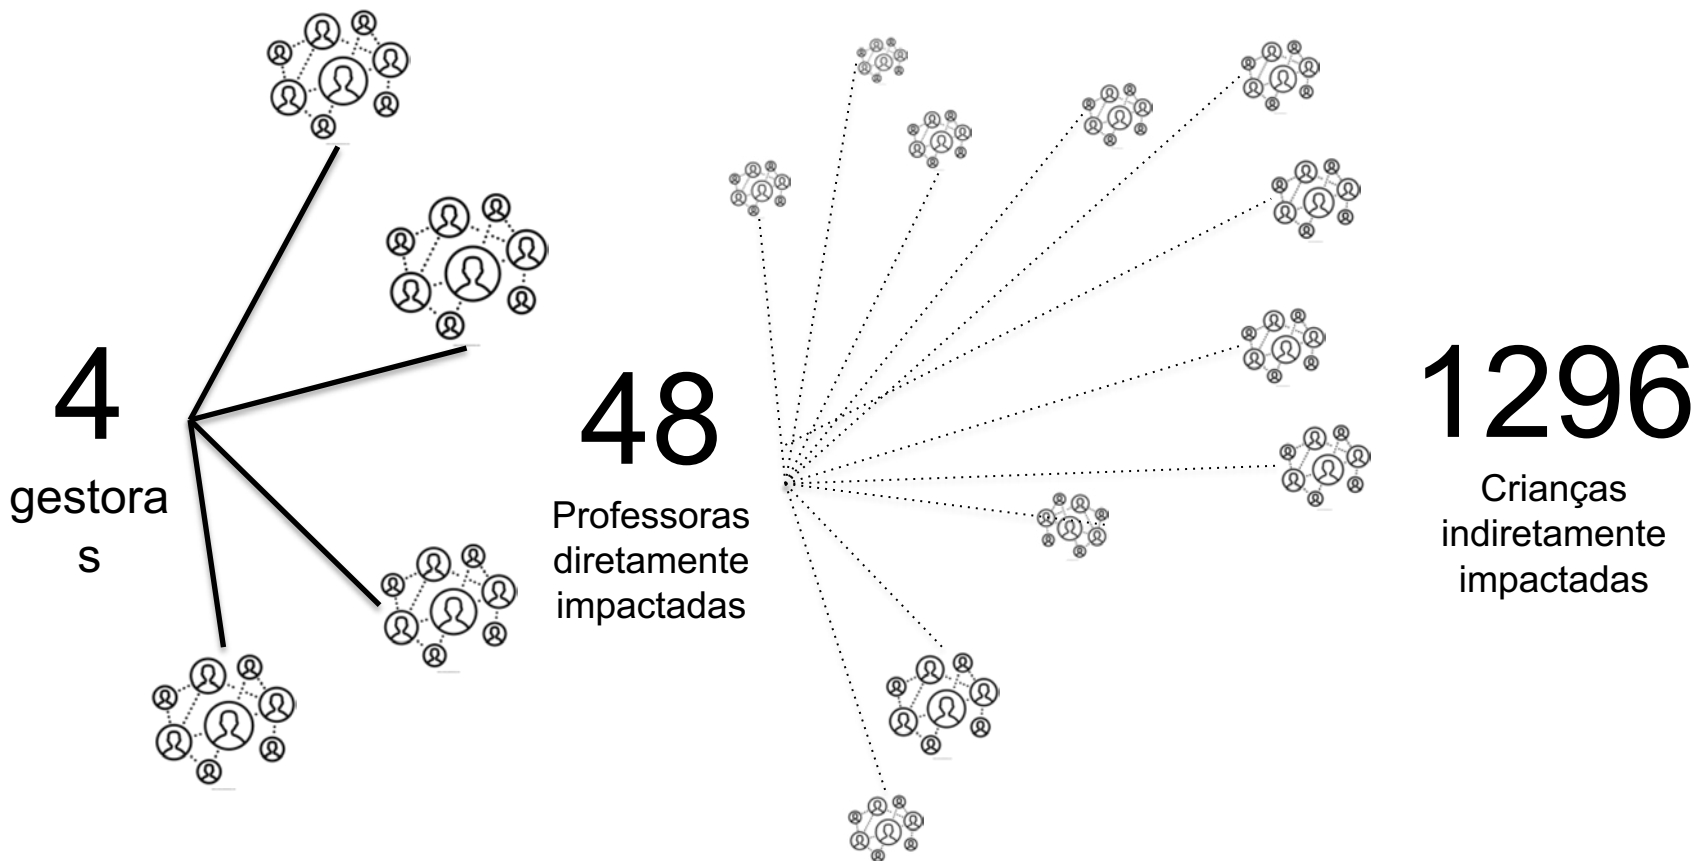 4
gestora
s
48
Professoras
diretamente
impactadas
1296
Crianças
indiretamente
impactadas